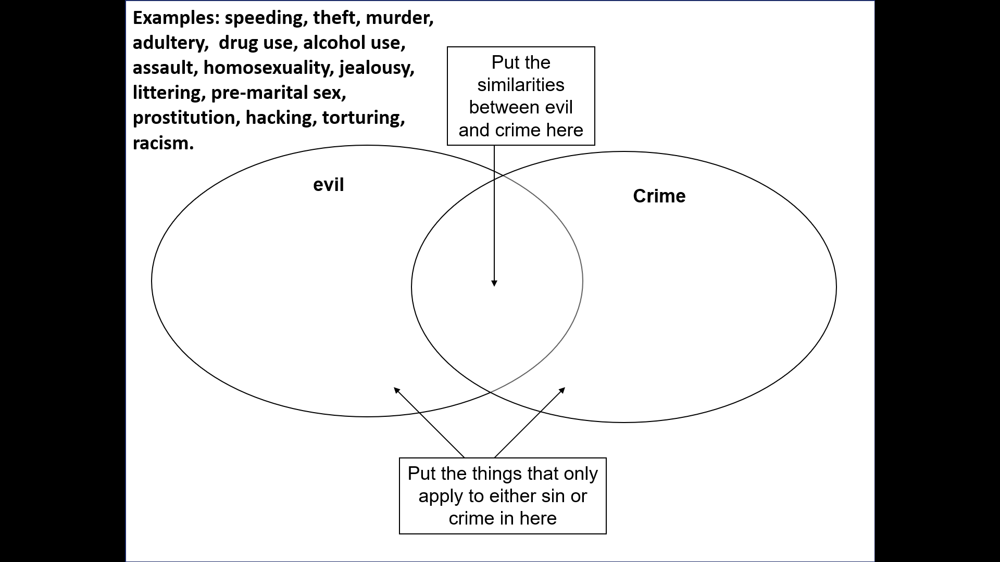 Examples: speeding, theft, murder,
adultery,  drug use, alcohol use,
assault, homosexuality, jealousy,
littering, pre-marital sex,
prostitution, hacking, torturing,
racism.
Put the
similarities
between evil
and crime here
evil
Crime
Put the things that only
apply to either sin or
crime in here